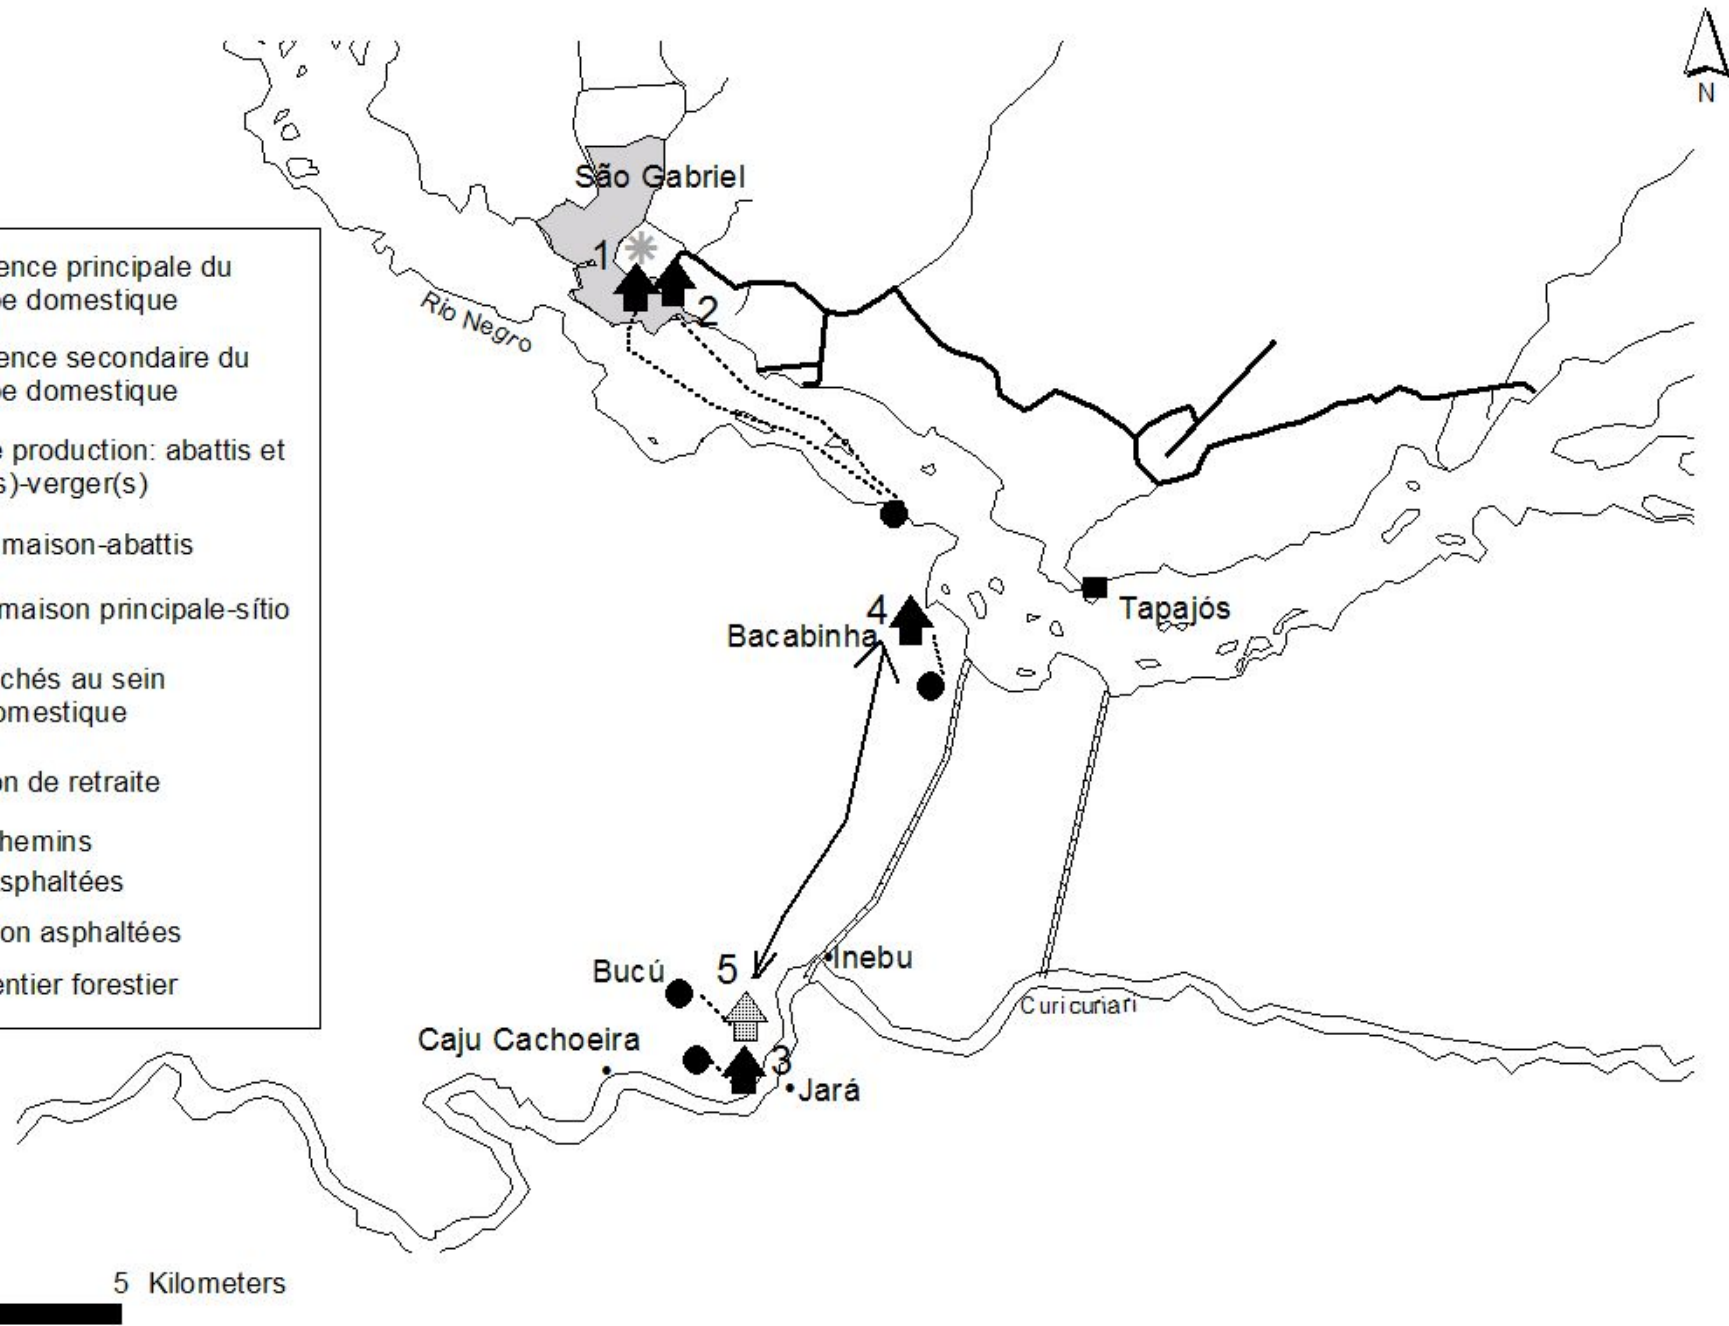 N
São Gabriel
1
2
Rio Negro
ence principale du
e domestique
ence secondaire du
e domestique
e production: abattis et
s)-verger(s)
maison-abattis
maison principale-sítio
chés au sein
omestique
on de retraite
hemins
sphaltées
on asphaltées
entier forestier
4
Bacabinha
Tapajós
5
Bucú
Inebu
Curicuriari
Caju Cachoeira
3
Jará
5 Kilometers